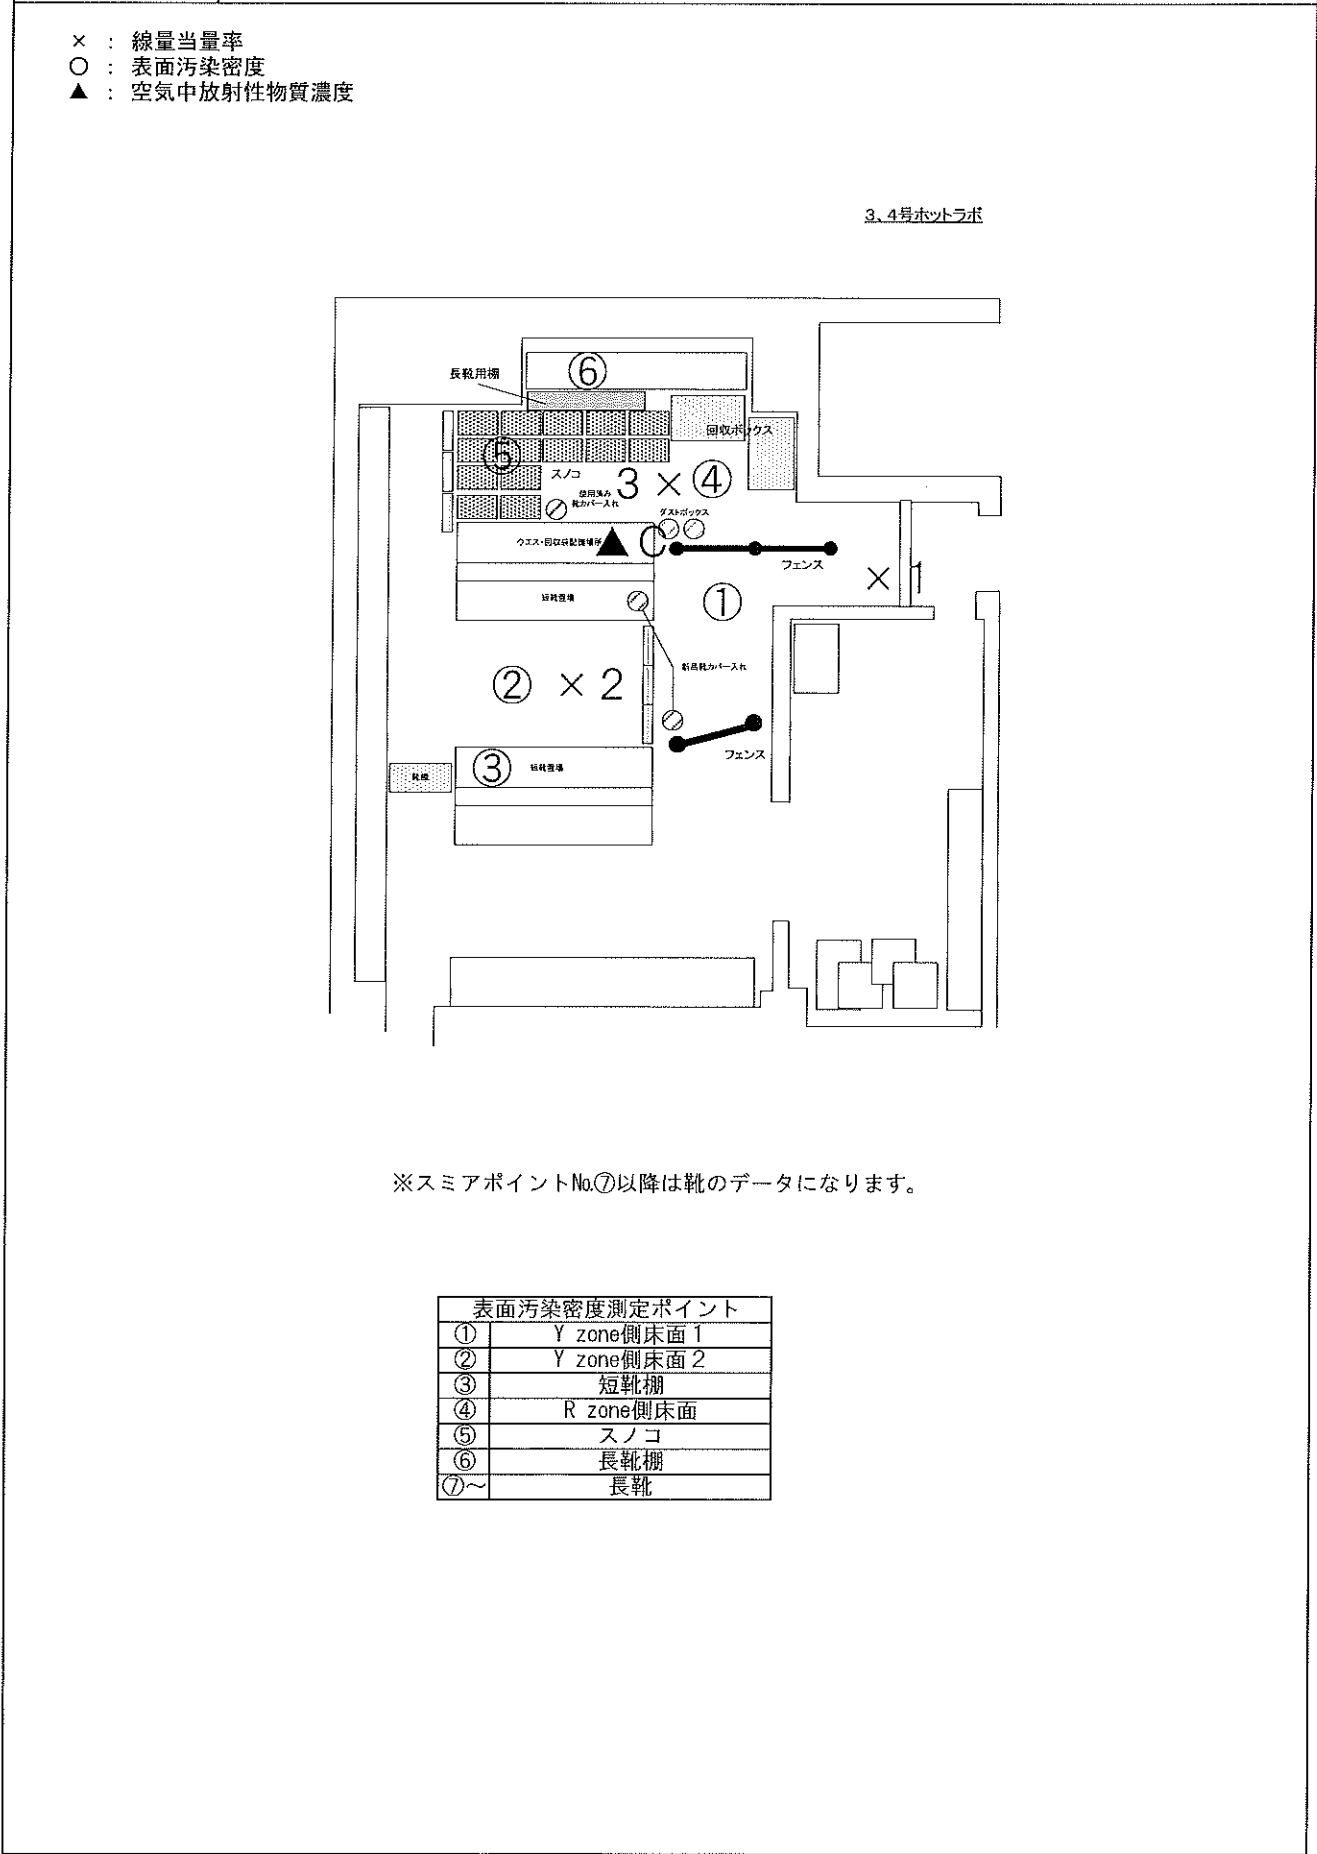 × : 線量当量率
○ : 表面汚染密度
▲ : 空気中放射性物質濃度
3、4号ホットラボ
⑥
長靴用棚
回収ボックス
⑤
スノコ
3 × ④
使用済み
靴カバー入れ
ダストボックス
ウエス・回収袋配置場所
▲ C
フェンス
× 1
短靴置場
①
新品靴カバー入れ
② × 2
フェンス
③
短靴置場
※スミアポイント№⑦以降は靴のデータになります。
表面汚染密度測定ポイント
① Y zone側床面1
② Y zone側床面2
③ 短靴棚
④ R zone側床面
⑤ スノコ
⑥ 長靴棚
⑦～ 長靴